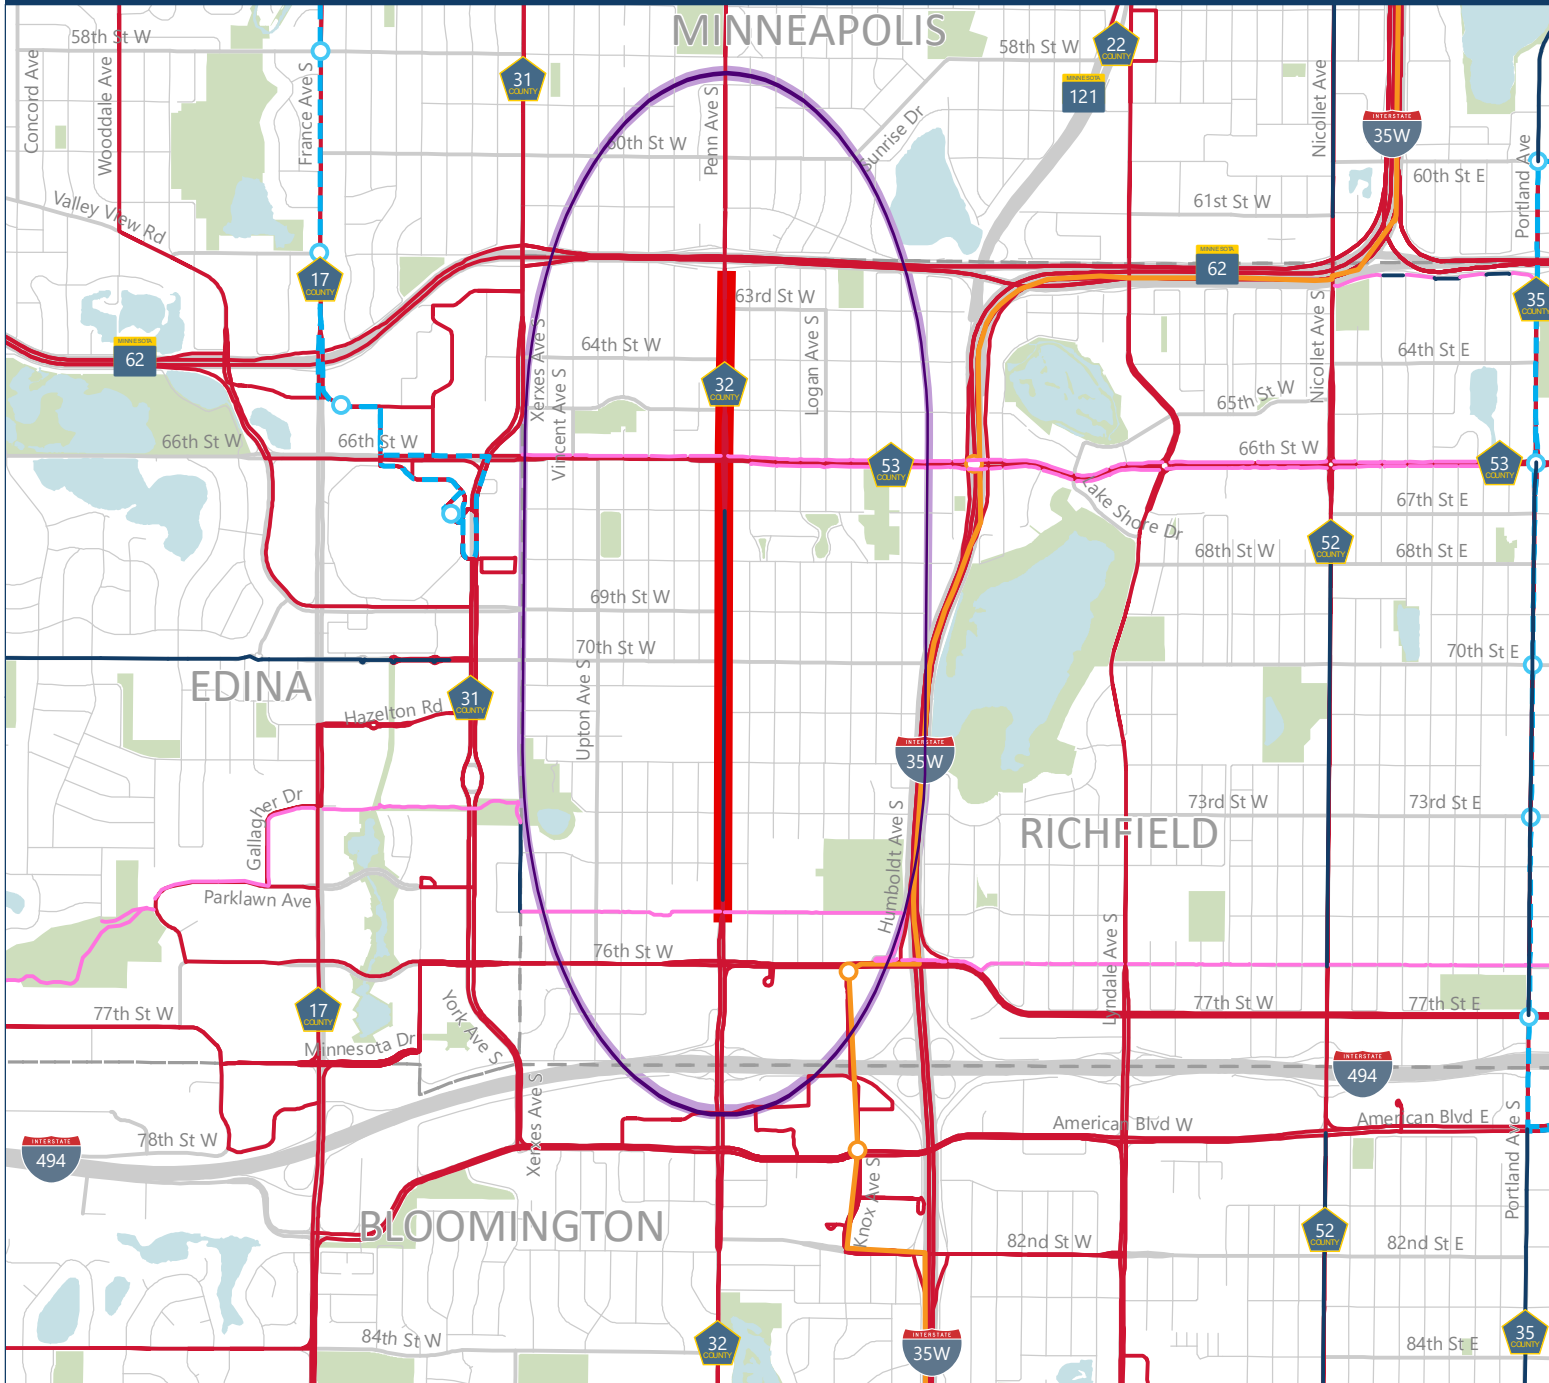 MINNEAPOLIS
58th St W
58th St W
22
COUNTY
31
COUNTY
MINNESOTA
121
Concord Ave
Wooddale Ave
France Ave S
Penn Ave S
Nicollet Ave
INTERSTATE
35W
60th St W
Sunrise Dr
60th St E
Portland Ave
61st St W
Valley View Rd
17
COUNTY
MINNESOTA
62
35
COUNTY
63rd St W
MINNESOTA
62
64th St W
Xerxes Ave S
Logan Ave S
Nicollet Ave S
64th St E
32
COUNTY
65th St W
Vincent Ave S
66th St W
66th St W
66th St W
53
COUNTY
53
COUNTY
Lake Shore Dr
67th St E
52
COUNTY
68th St W
68th St E
69th St W
70th St W
70th St E
EDINA
31
COUNTY
Upton Ave S
Hazelton Rd
INTERSTATE
35W
73rd St W
73rd St E
Gallagher Dr
Humboldt Ave S
RICHFIELD
Parklawn Ave
76th St W
Lyndale Ave S
77th St W
17
COUNTY
York Ave S
77th St W
77th St E
Minnesota Dr
INTERSTATE
494
Xerxes Ave S
American Blvd W
American Blvd E
Portland Ave S
78th St W
INTERSTATE
494
Knox Ave S
BLOOMINGTON
52
COUNTY
82nd St W
82nd St E
84th St W
32
COUNTY
INTERSTATE
35W
84th St E
35
COUNTY